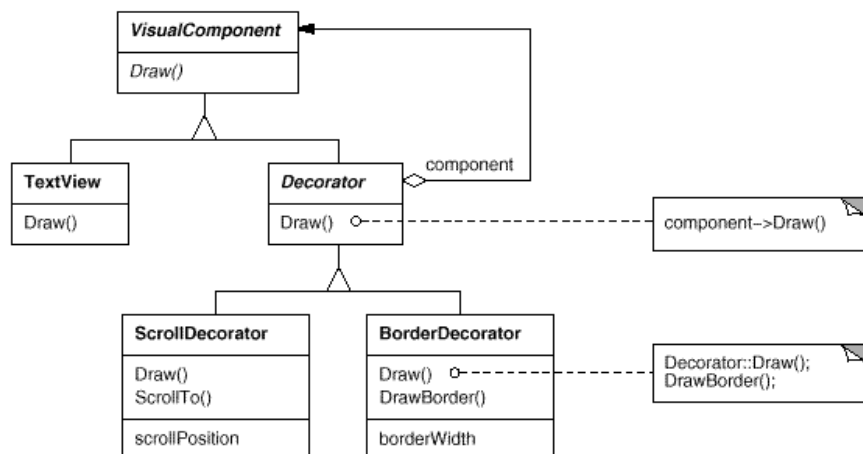 VisualComponent
Draw()
component
TextView
Draw()
Decorator
Draw()
component->Draw()
ScrollDecorator
Draw()
ScrollTo()
scrollPosition
BorderDecorator
Draw()
DrawBorder()
borderWidth
Decorator::Draw();
DrawBorder();